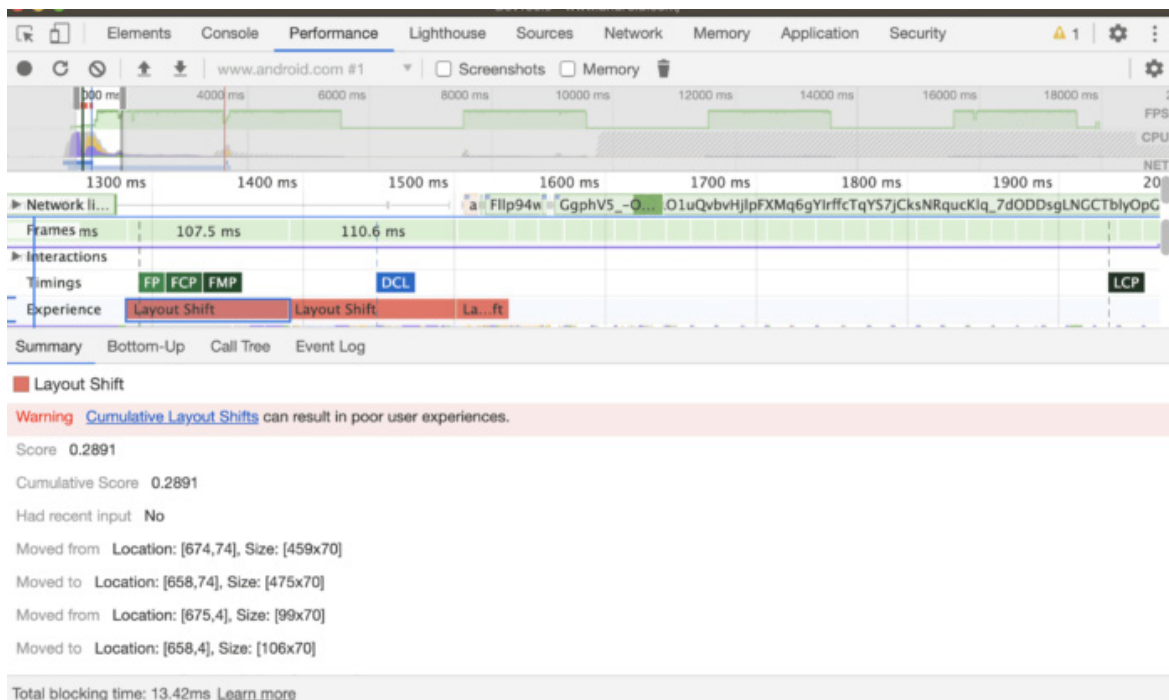 Elements Console Performance Lighthouse Sources Network Memory Application Security 1
www.android.com #1 Screenshots Memory
000 ms 4000 ms 6000 ms 8000 ms 10000 ms 12000 ms 14000 ms 16000 ms 18000 ms
FPS
CPU
NET
1300 ms 1400 ms 1500 ms 1600 ms 1700 ms 1800 ms 1900 ms 20
Network li... a FIlp94w GgphV5_-O...
Frames ms 107.5 ms 110.6 ms
Interactions
Timings FP FCP FMP DCL LCP
Experience Layout Shift Layout Shift La...ft
Summary Bottom-Up Call Tree Event Log
Layout Shift
Warning Cumulative Layout Shifts can result in poor user experiences.
Score 0.2891
Cumulative Score 0.2891
Had recent input No
Moved from Location: [674,74], Size: [459x70]
Moved to Location: [658,74], Size: [475x70]
Moved from Location: [675,4], Size: [99x70]
Moved to Location: [658,4], Size: [106x70]
Total blocking time: 13.42ms Learn more